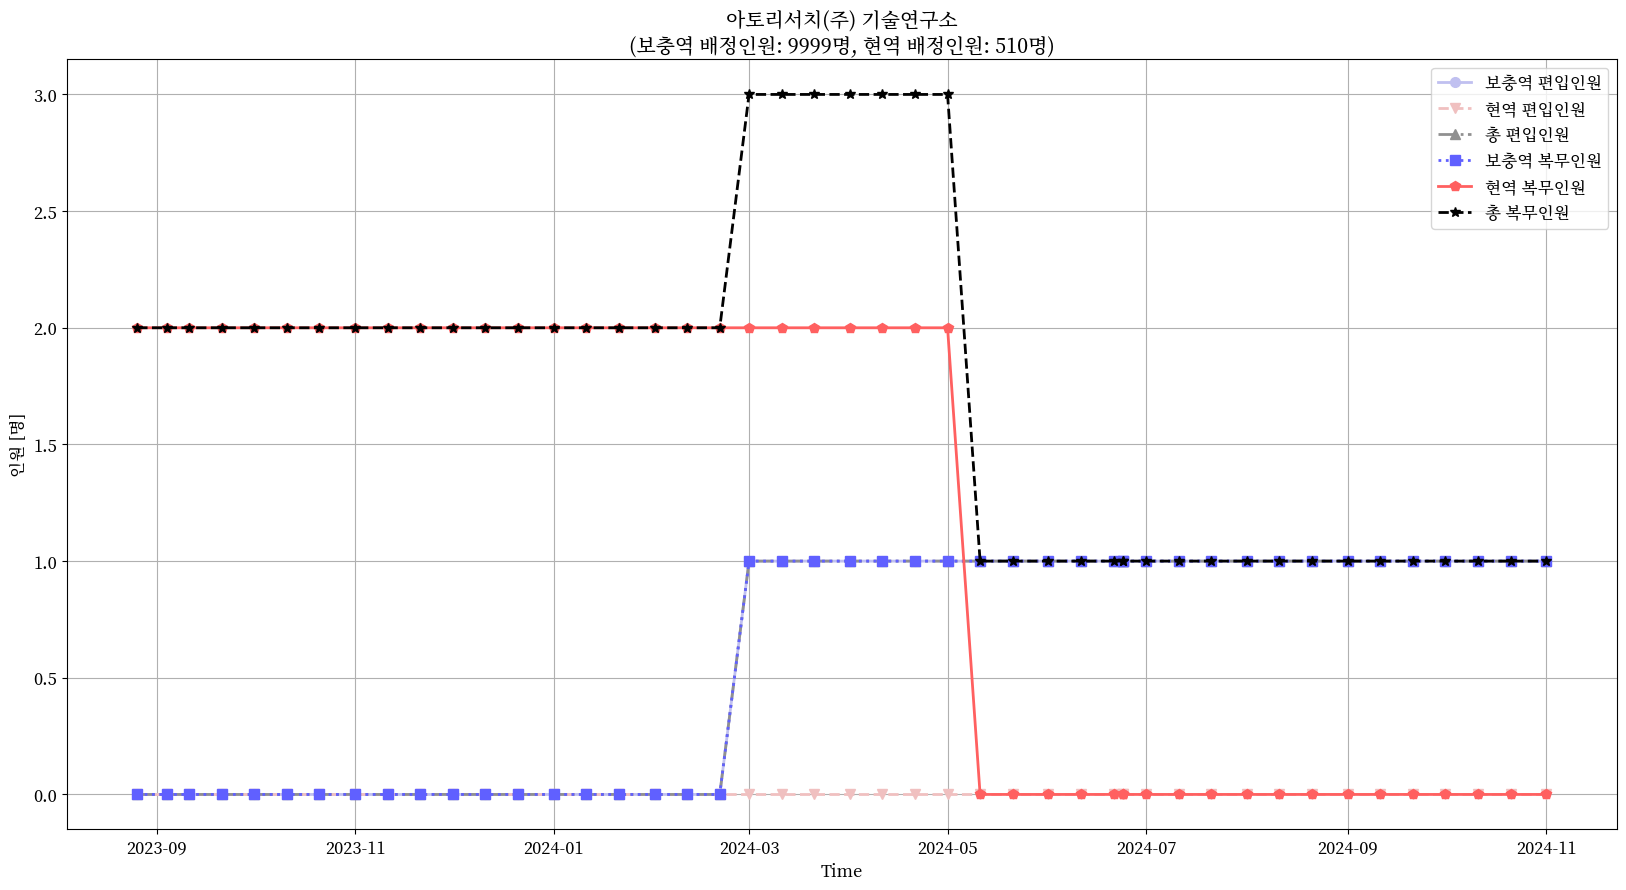 아토리서치(주) 기술연구소
(보충역 배정인원: 9999명, 현역 배정인원: 510명)
보충역 편입인원
현역 편입인원
총 편입인원
보충역 복무인원
현역 복무인원
총 복무인원
인원 [명]
3.0
2.5
2.0
1.5
1.0
0.5
0.0
2023-09
2023-11
2024-01
2024-03
2024-05
2024-07
2024-09
2024-11
Time